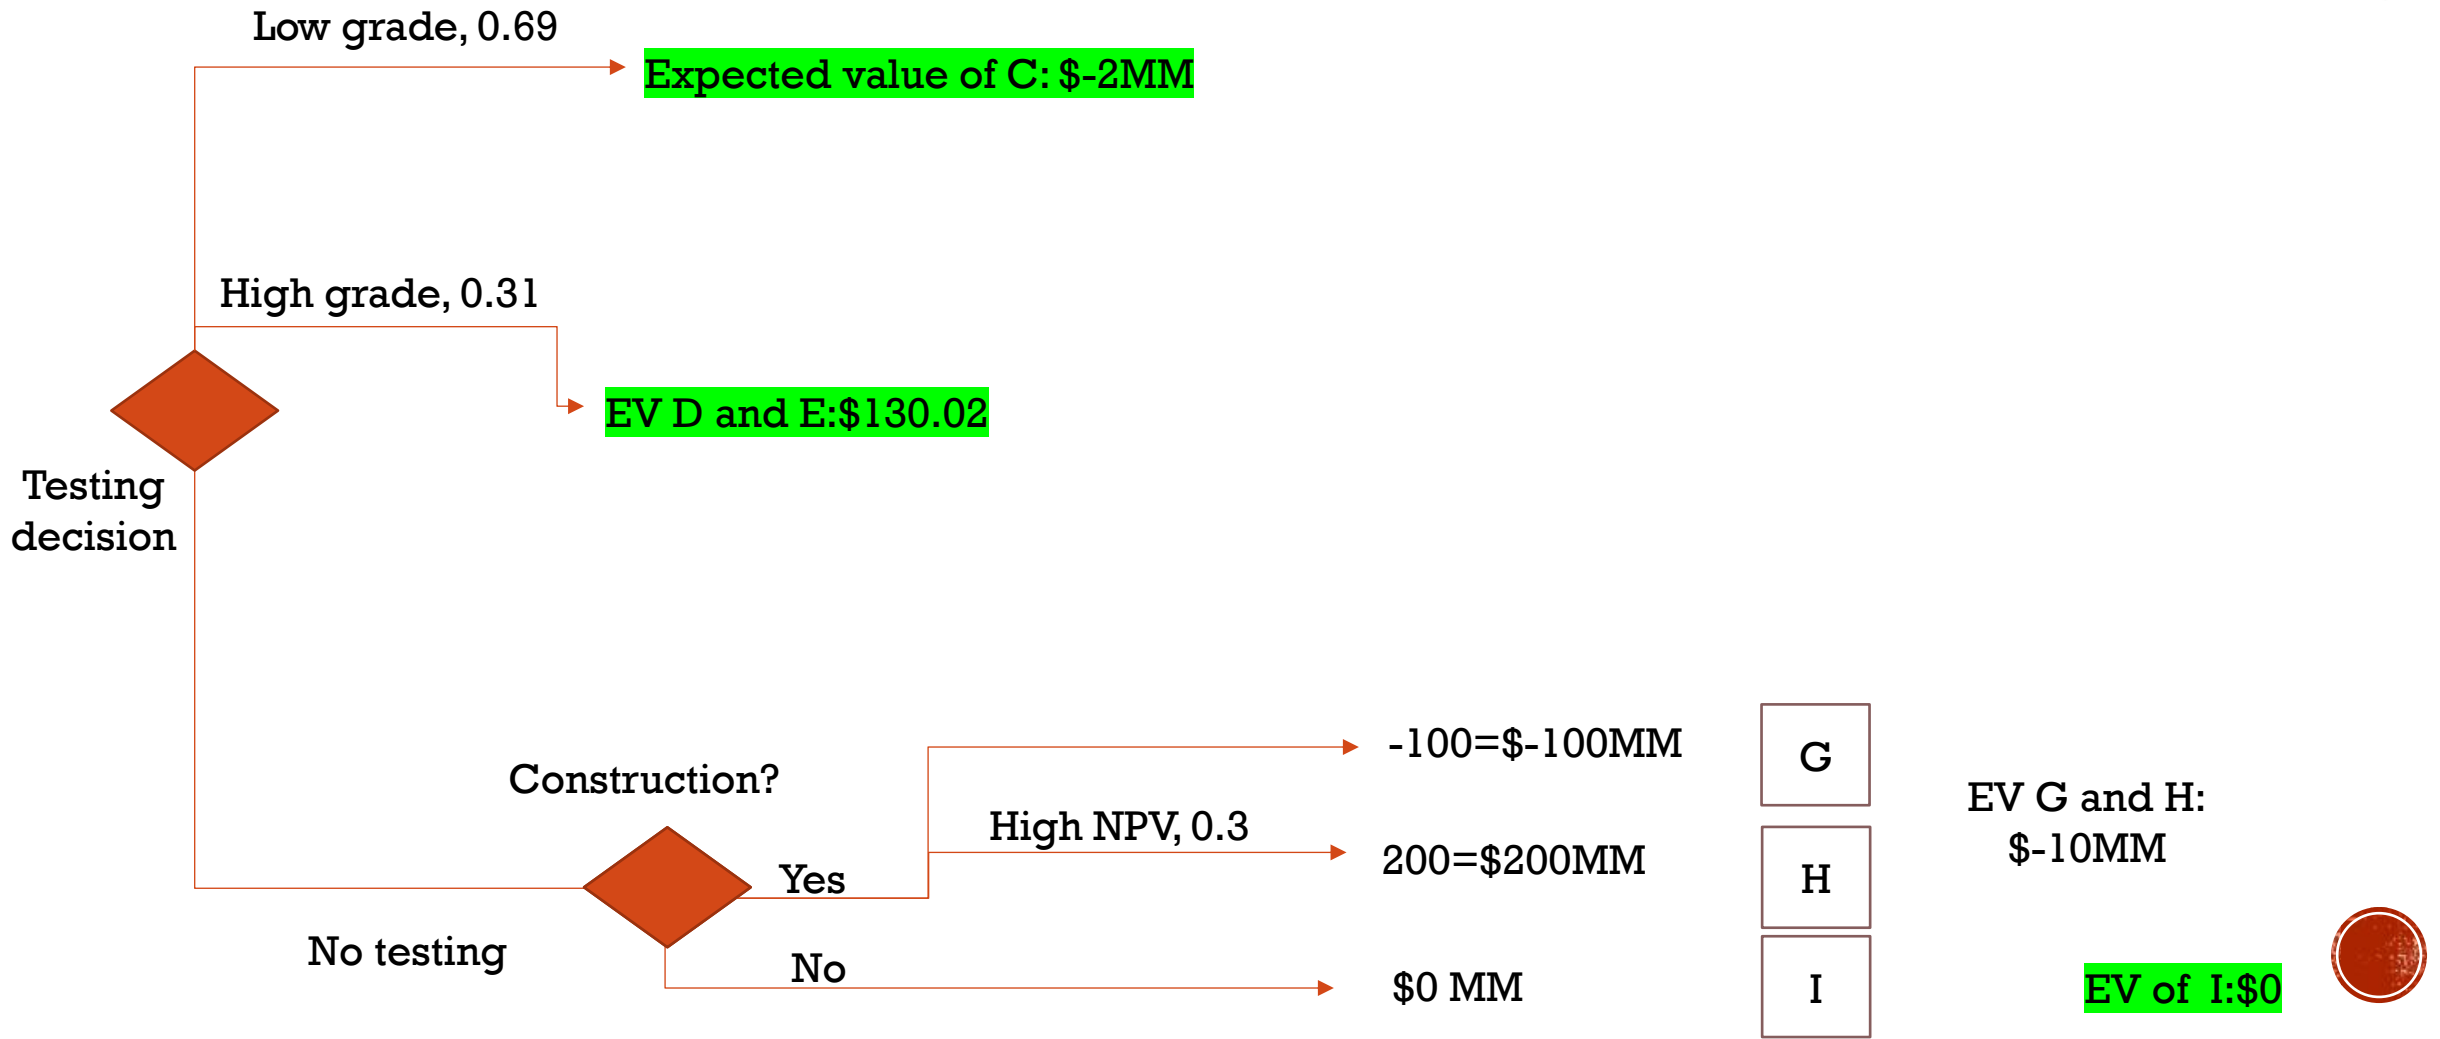 Low grade, 0.69
Expected value of C: $-2MM
High grade, 0.31
EV D and E:$130.02
Testing
decision
-100=$-100MM
G
Construction?
EV G and H:
$-10MM
High NPV, 0.3
200=$200MM
H
Yes
No testing
No
$0 MM
I
EV of I:$0